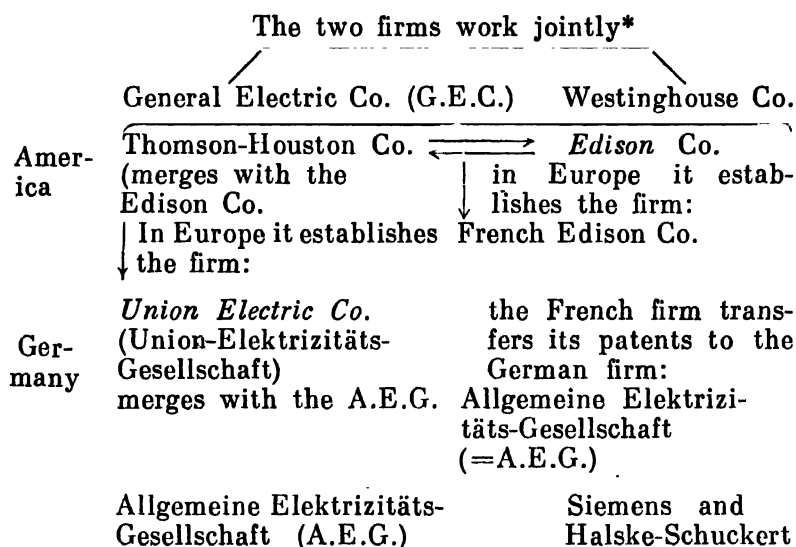 The two firms work jointly*
General Electric Co. (G.E.C.) Westinghouse Co.
Amer-
ica
Thomson-Houston Co.
(merges with the
Edison Co.
In Europe it establishes
the firm:
Edison Co.
in Europe it estab-
lishes the firm:
French Edison Co.
Ger-
many
Union Electric Co.
(Union-Elektrizitäts-
Gesellschaft)
merges with the A.E.G.
the French firm trans-
fers its patents to the
German firm:
Allgemeine Elektrizi-
täts-Gesellschaft
(=A.E.G.)
Allgemeine Elektrizitäts-
Gesellschaft (A.E.G.)
Siemens and
Halske-Schuckert